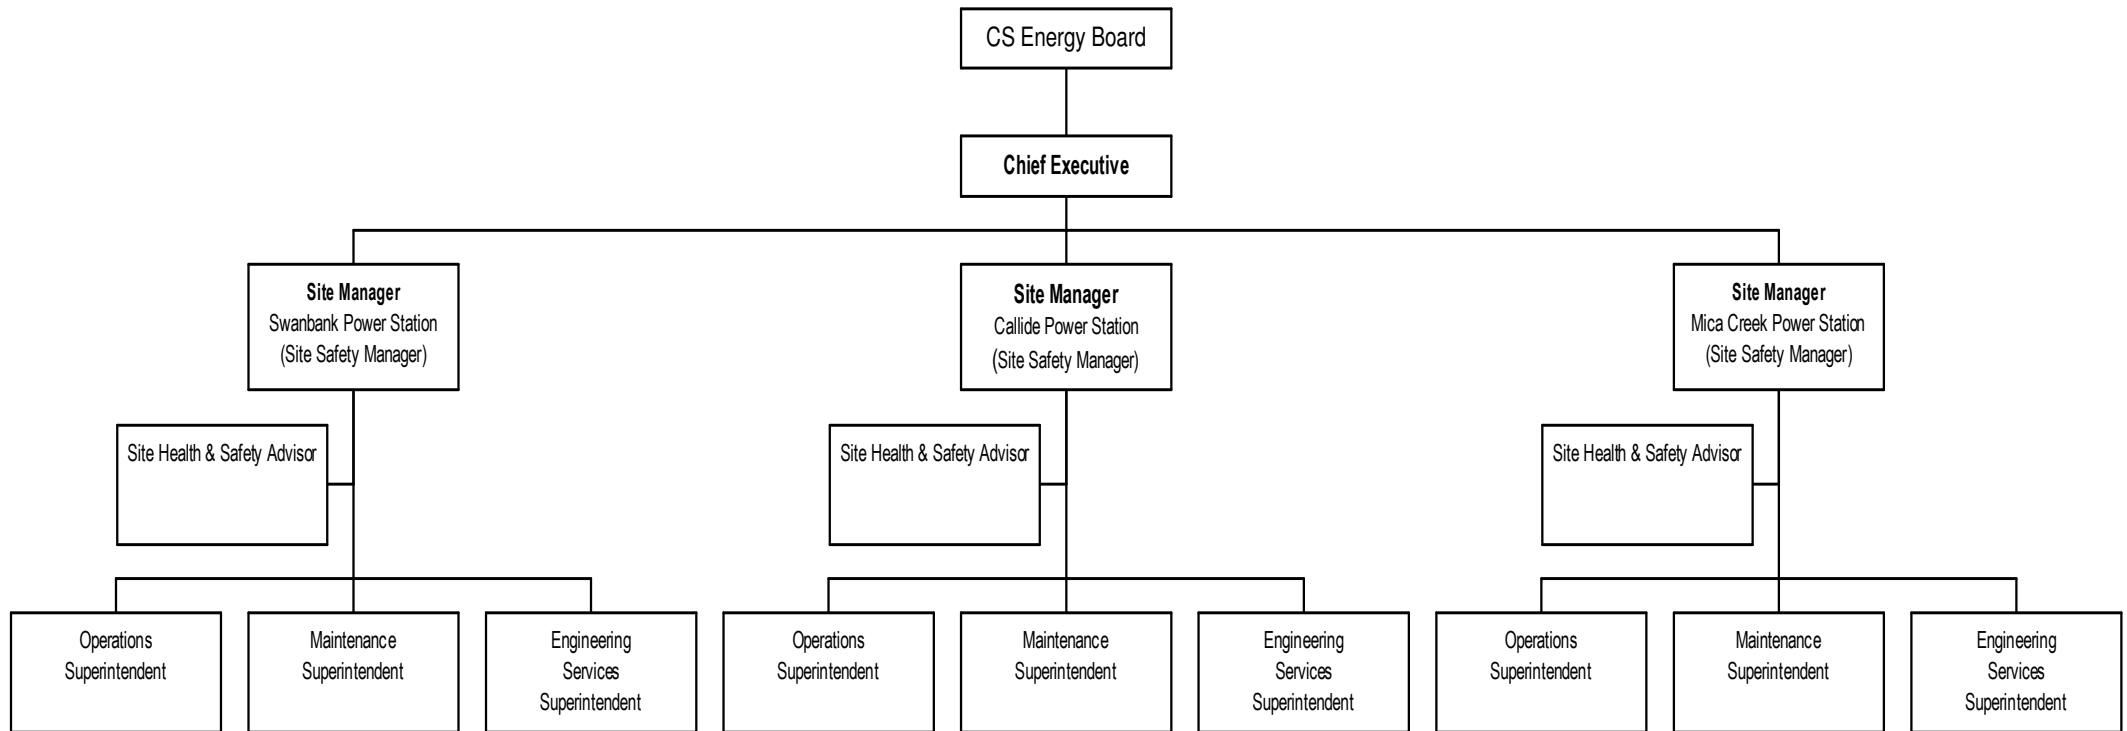 CS Energy Board
Chief Executive
Site Manager
Swanbank Power Station
(Site Safety Manager)
Site Manager
Callide Power Station
(Site Safety Manager)
Site Manager
Mica Creek Power Station
(Site Safety Manager)
Site Health & Safety Advisor
Site Health & Safety Advisor
Site Health & Safety Advisor
Operations
Superintendent
Maintenance
Superintendent
Engineering
Services
Superintendent
Operations
Superintendent
Maintenance
Superintendent
Engineering
Services
Superintendent
Operations
Superintendent
Maintenance
Superintendent
Engineering
Services
Superintendent